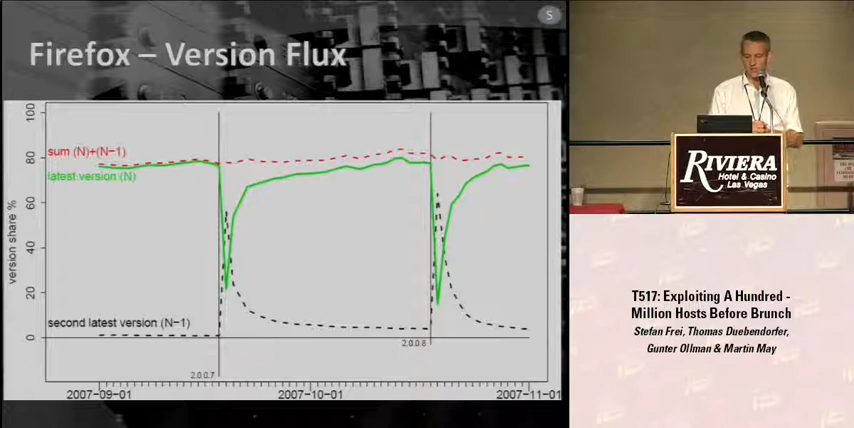 S
Firefox – Version Flux
100
80
60
40
20
0
version share %
sum (N)+(N−1)
latest version (N)
second latest version (N−1)
2.0.0.7
2.0.0.8
2007−09−01
2007−10−01
2007−11−01
RIVIERA
Hotel & Casino
Las Vegas
T517: Exploiting A Hundred -
Million Hosts Before Brunch
Stefan Frei, Thomas Duebendorfer,
Gunter Ollman & Martin May